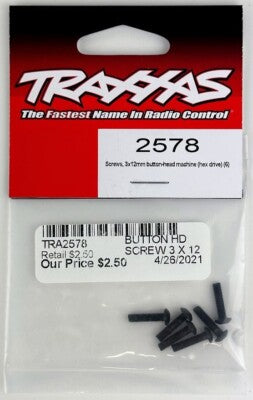 TRAXXAS
The Fastest Name In Radio Control
2578
Screws, 3x12mm button-head machine (hex drive) (6)
TRA2578
BUTTON HD
Retail $2.50
SCREW 3 X 12
Our Price $2.50
4/26/2021